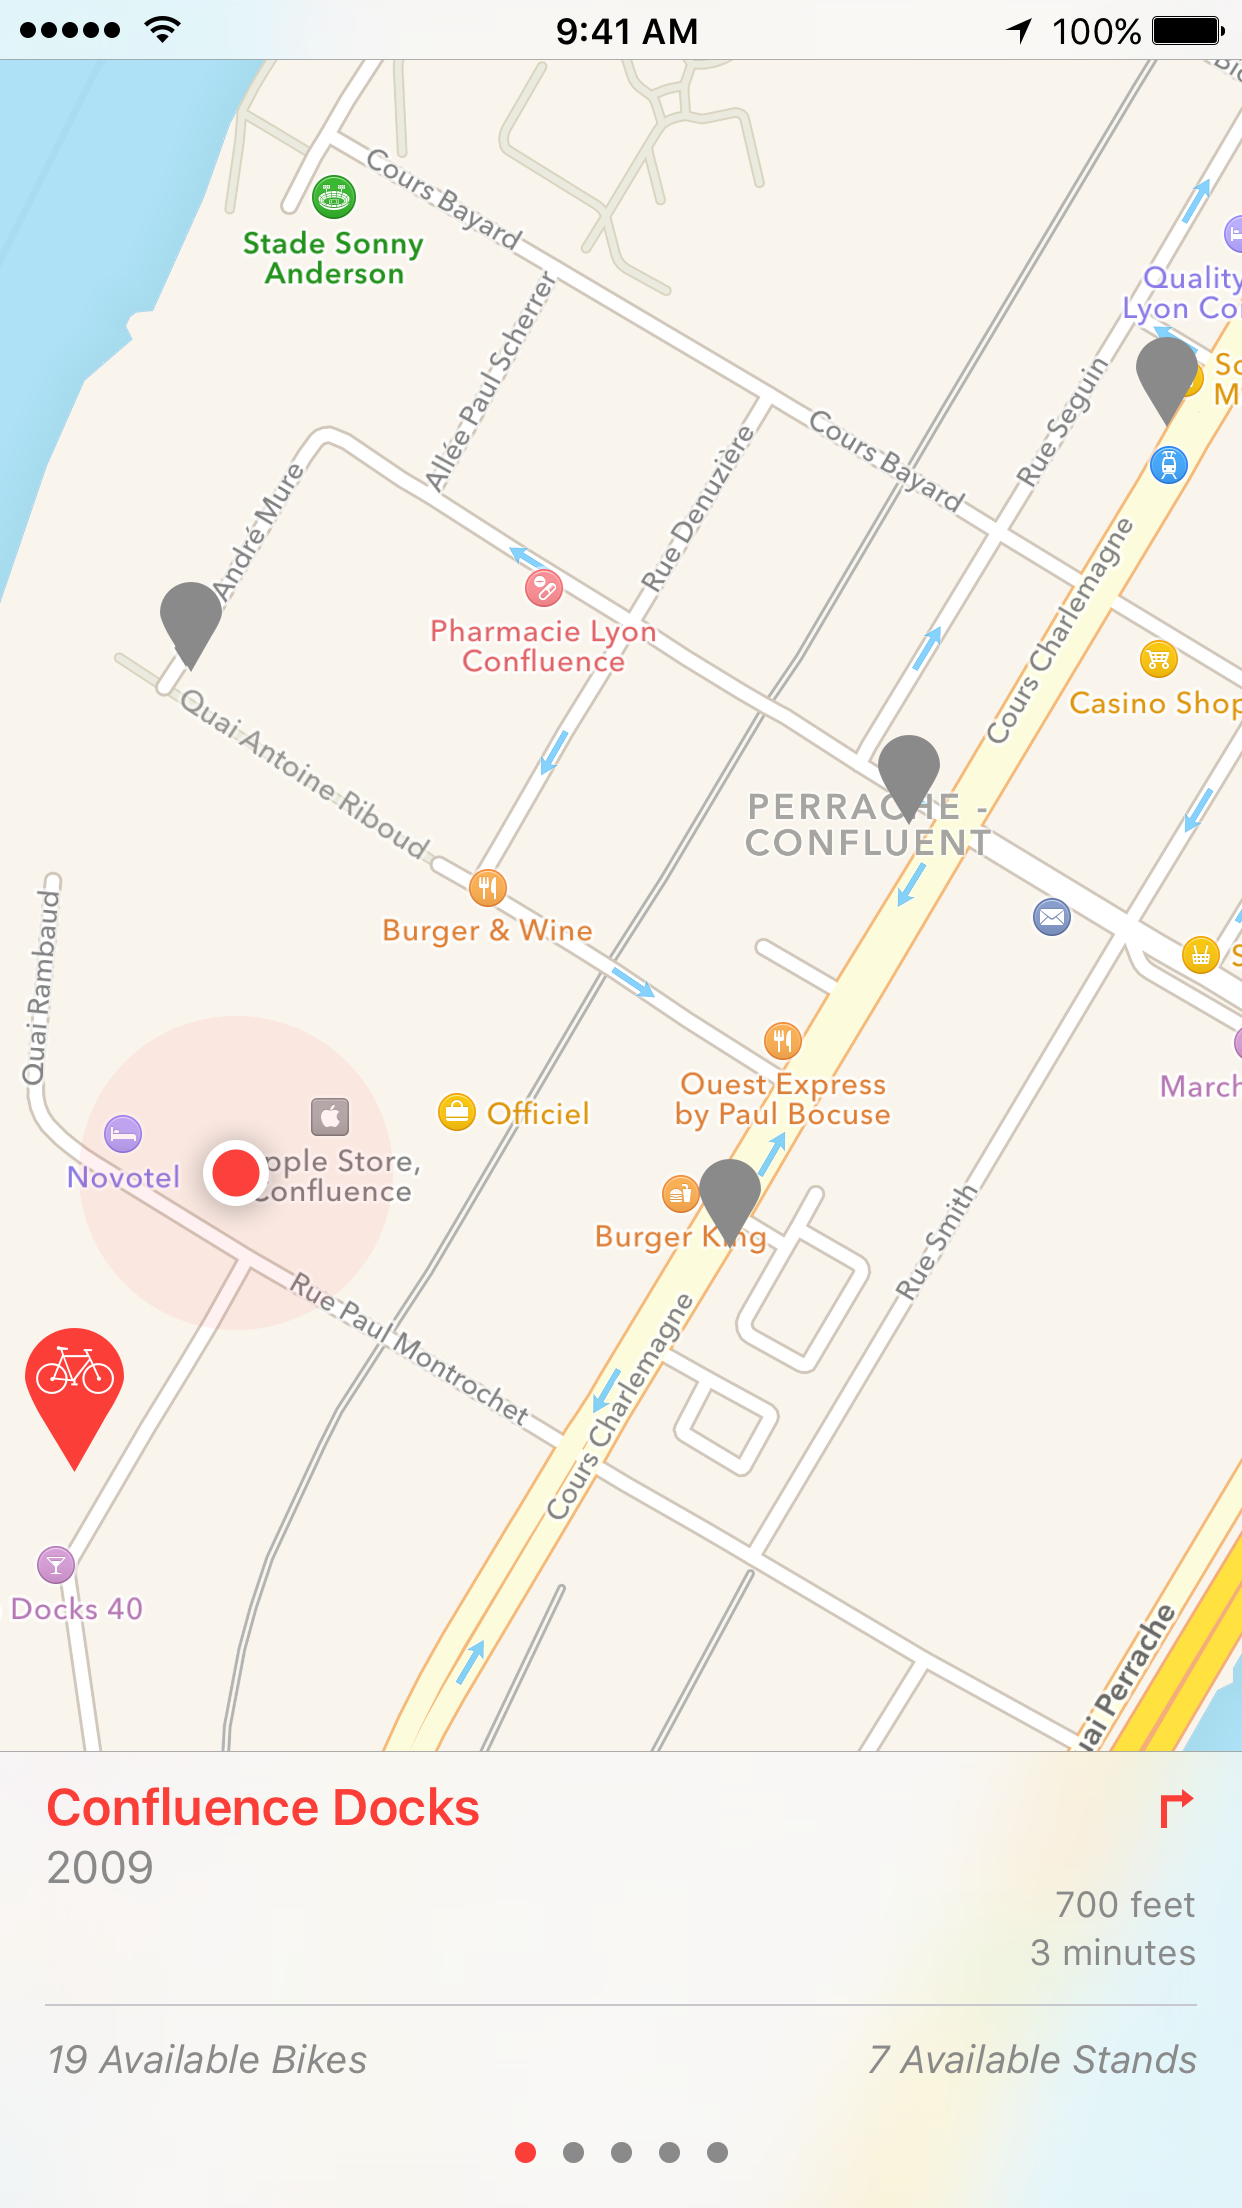 9:41 AM
100%
Cours Bayard
Stade Sonny
Anderson
Allée Paul Scherrer
Quality
Lyon
André Mure
Rue Denuzière
Cours Bayard
Rue Seguin
Pharmacie Lyon
Confluence
Cours Charlemagne
Casino Shop
Quai Antoine Riboud
PERRACHE -
CONFLUENT
Quai Rambaud
Burger & Wine
Ouest Express
by Paul Bocuse
March
Officiel
Novotel
Store,
Confluence
Burger King
Rue Smith
Rue Paul Montrochet
Cours Charlemagne
Docks 40
Perrache
Confluence Docks
2009
700 feet
3 minutes
19 Available Bikes
7 Available Stands